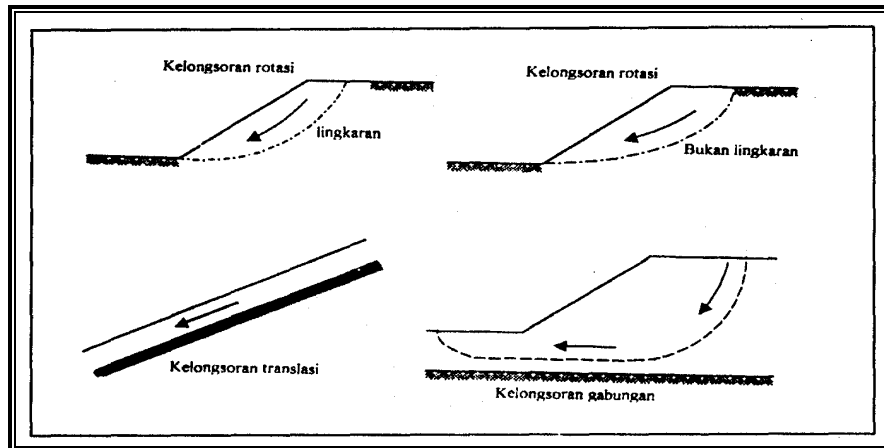 Kelongsoran rotasi
Kelongsoran rotasi
lingkaran
Bukan lingkaran
Kelongsoran translasi
Kelongsoran gabungan